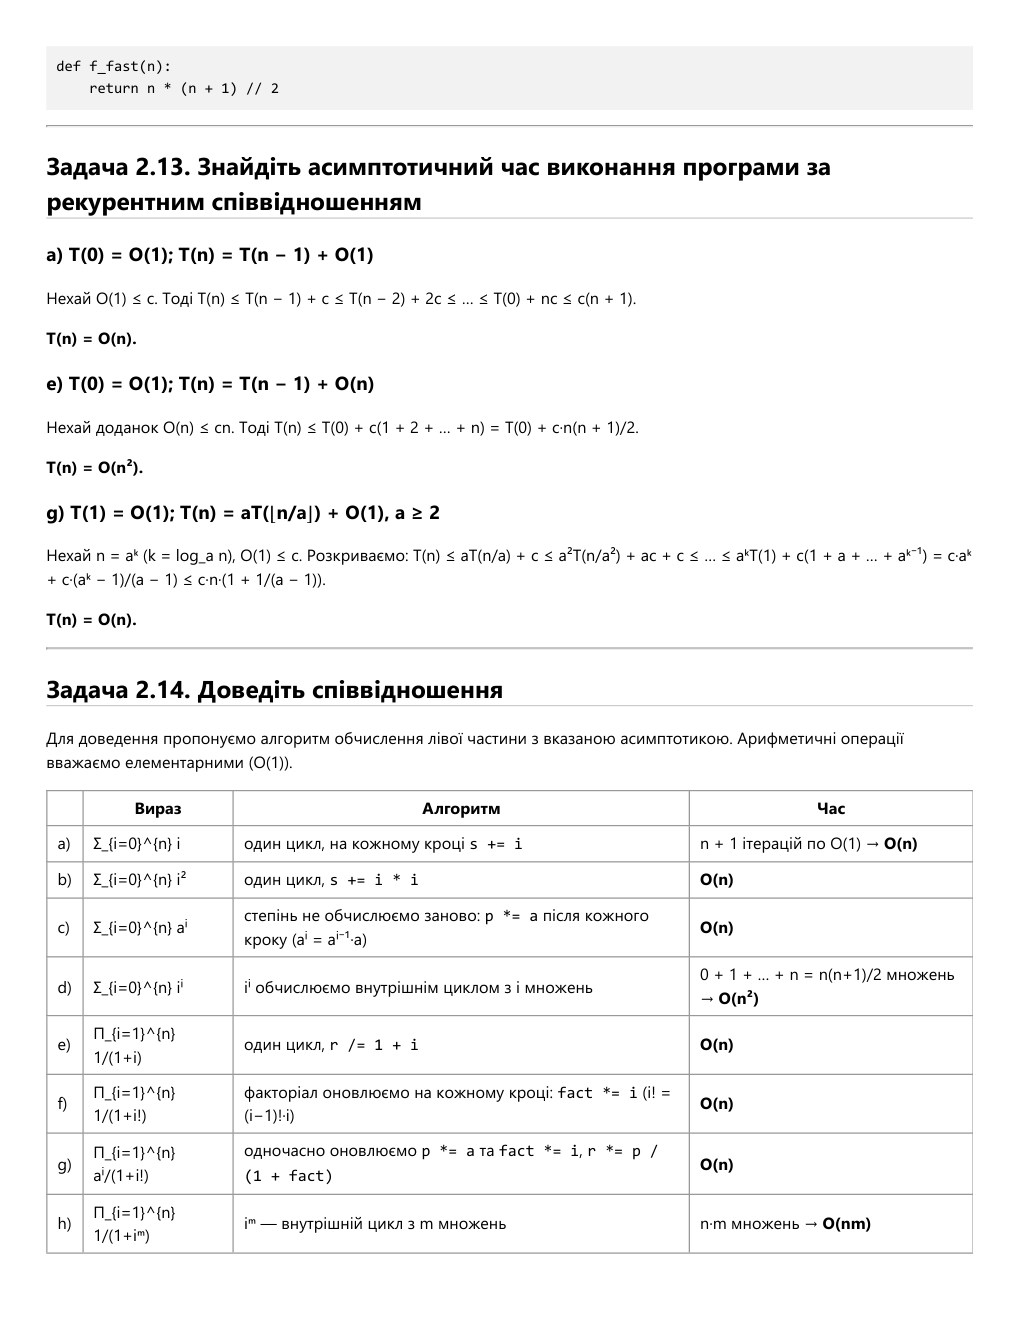 def f_fast(n):
    return n * (n + 1) // 2
Задача 2.13. Знайдіть асимптотичний час виконання програми за
рекурентним співвідношенням
a) T(0) = O(1); T(n) = T(n − 1) + O(1)
Нехай O(1) ≤ c. Тоді T(n) ≤ T(n − 1) + c ≤ T(n − 2) + 2c ≤ … ≤ T(0) + nc ≤ c(n + 1).
T(n) = O(n).
e) T(0) = O(1); T(n) = T(n − 1) + O(n)
Нехай доданок O(n) ≤ cn. Тоді T(n) ≤ T(0) + c(1 + 2 + … + n) = T(0) + c·n(n + 1)/2.
T(n) = O(n²).
g) T(1) = O(1); T(n) = aT(⌊n/a⌋) + O(1), a ≥ 2
Нехай n = aᵏ (k = log_a n), O(1) ≤ c. Розкриваємо: T(n) ≤ aT(n/a) + c ≤ a²T(n/a²) + ac + c ≤ … ≤ aᵏT(1) + c(1 + a + … + aᵏ⁻¹) = c·aᵏ
+ c·(aᵏ − 1)/(a − 1) ≤ c·n·(1 + 1/(a − 1)).
T(n) = O(n).
Задача 2.14. Доведіть співвідношення
Для доведення пропонуємо алгоритм обчислення лівої частини з вказаною асимптотикою. Арифметичні операції
вважаємо елементарними (O(1)).
Вираз Алгоритм Час
a) Σ_{i=0}^{n} i один цикл, на кожному кроці s += i n + 1 ітерацій по O(1) → O(n)
b) Σ_{i=0}^{n} i² один цикл, s += i * i O(n)
c) Σ_{i=0}^{n} aⁱ степінь не обчислюємо заново: p *= a після кожного
кроку (aⁱ = aⁱ⁻¹·a) O(n)
d) Σ_{i=0}^{n} iⁱ iⁱ обчислюємо внутрішнім циклом з i множень 0 + 1 + … + n = n(n+1)/2 множень
→ O(n²)
e) Π_{i=1}^{n}
1/(1+i) один цикл, r /= 1 + i O(n)
f) Π_{i=1}^{n}
1/(1+i!) факторіал оновлюємо на кожному кроці: fact *= i (i! =
(i−1)!·i) O(n)
g) Π_{i=1}^{n}
aⁱ/(1+i!) одночасно оновлюємо p *= a та fact *= i, r *= p /
(1 + fact) O(n)
h) Π_{i=1}^{n}
1/(1+iᵐ) iᵐ — внутрішній цикл з m множень n·m множень → O(nm)